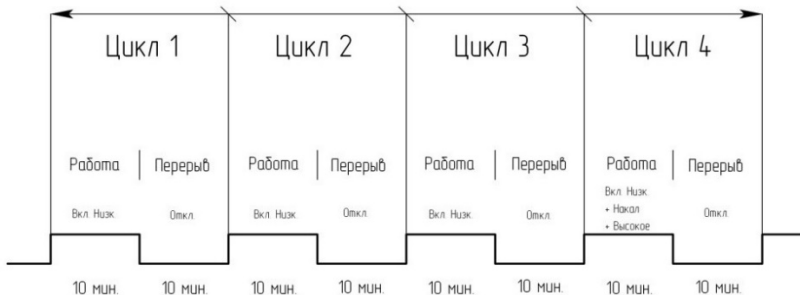 Цикл 1 Цикл 2 Цикл 3 Цикл 4
Работа Перерыв Работа Перерыв Работа Перерыв Работа Перерыв
Вкл Низк Откл. Вкл Низк Откл Вкл Низк Откл. Вкл Низк Откл.
+ Накал
+ Высокое
10 мин. 10 мин. 10 мин. 10 мин. 10 мин. 10 мин. 10 мин. 10 мин.